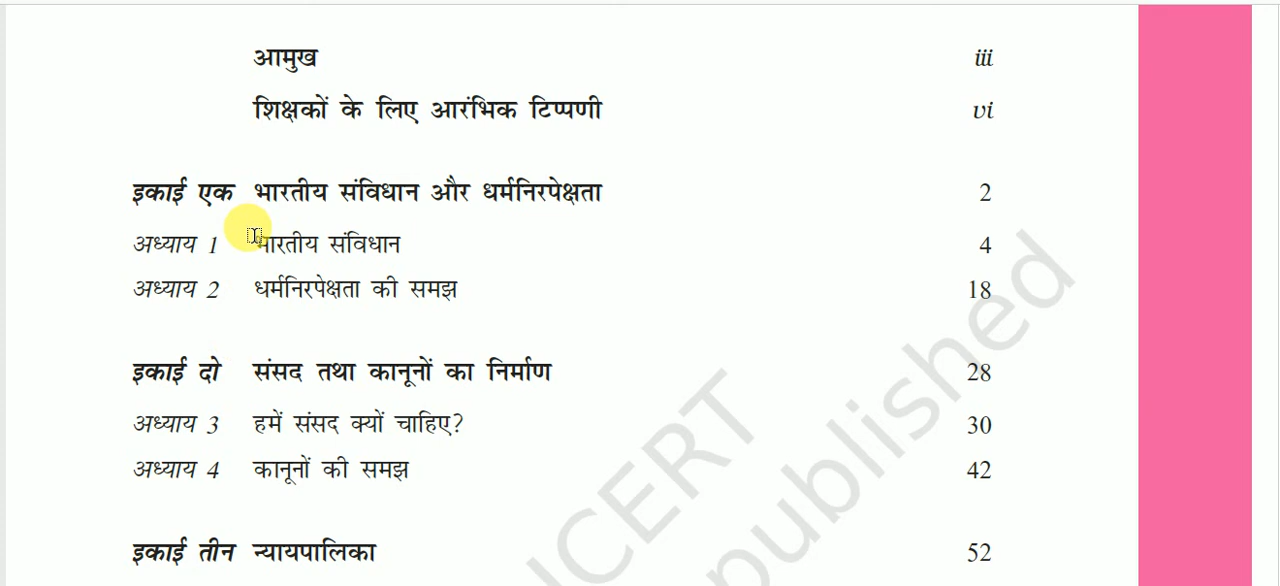 आमुख iii
शिक्षकों के लिए आरंभिक टिप्पणी vi
इकाई एक भारतीय संविधान और धर्मनिरपेक्षता 2
अध्याय 1 भारतीय संविधान 4
अध्याय 2 धर्मनिरपेक्षता की समझ 18
इकाई दो संसद तथा कानूनों का निर्माण 28
अध्याय 3 हमें संसद क्यों चाहिए? 30
अध्याय 4 कानूनों की समझ 42
इकाई तीन न्यायपालिका 52
NCERT
published